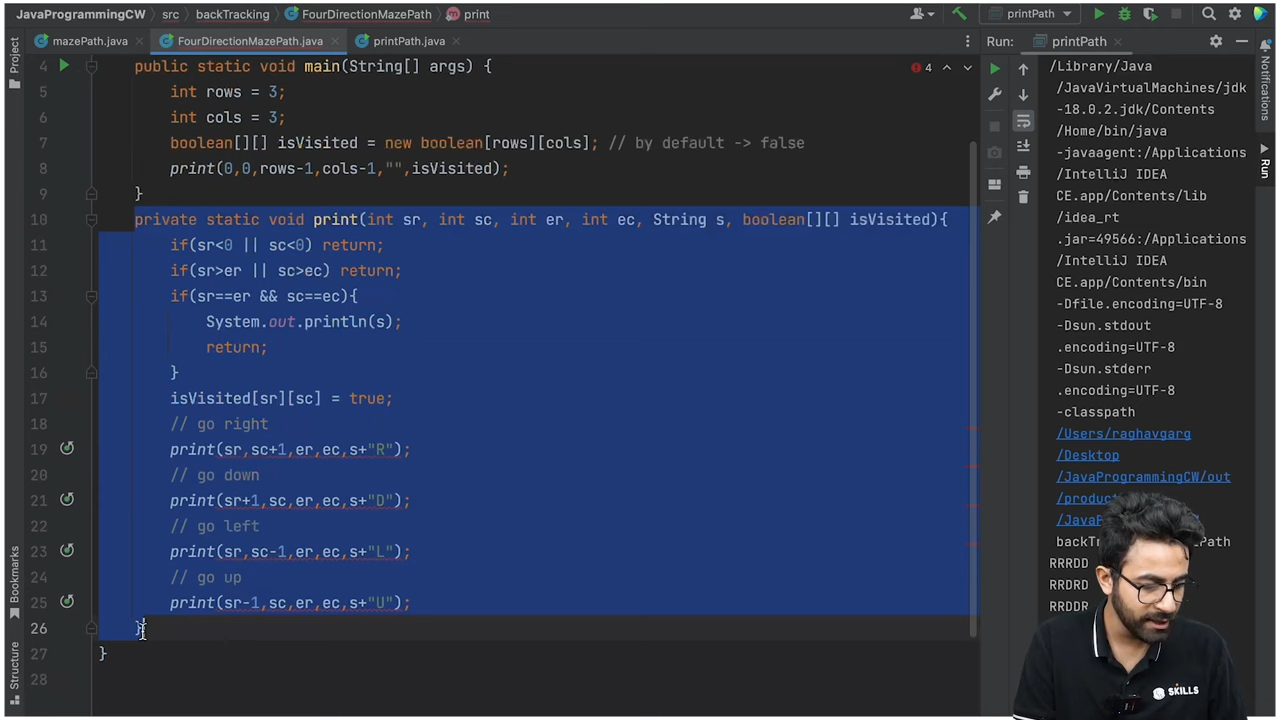 JavaProgrammingCW
src
backTracking
FourDirectionMazePath
print
printPath
mazePath.java
FourDirectionMazePath.java
printPath.java
Run:
printPath
Project
Bookmarks
Structure
Notifications
Run
4
4 public static void main(String[] args) {
5 int rows = 3;
6 int cols = 3;
7 boolean[][] isVisited = new boolean[rows][cols]; // by default -> false
8 print(0,0,rows-1,cols-1,"",isVisited);
9 }
10 private static void print(int sr, int sc, int er, int ec, String s, boolean[][] isVisited){
11 if(sr<0 || sc<0) return;
12 if(sr>er || sc>ec) return;
13 if(sr==er && sc==ec){
14 System.out.println(s);
15 return;
16 }
17 isVisited[sr][sc] = true;
18 // go right
19 print(sr,sc+1,er,ec,s+"R");
20 // go down
21 print(sr+1,sc,er,ec,s+"D");
22 // go left
23 print(sr,sc-1,er,ec,s+"L");
24 // go up
25 print(sr-1,sc,er,ec,s+"U");
26 }
27 }
28
/Library/Java
/JavaVirtualMachines/jdk
-18.0.2.jdk/Contents
/Home/bin/java
-javaagent:/Applications
/IntelliJ IDEA
CE.app/Contents/lib
/idea_rt
.jar=49566:/Applications
/IntelliJ IDEA
CE.app/Contents/bin
-Dfile.encoding=UTF-8
-Dsun.stdout
.encoding=UTF-8
-Dsun.stderr
.encoding=UTF-8
-classpath
/Users/raghavgarg
/Desktop
/JavaProgrammingCW/out
RRRDD
RRDRD
RRDDR
SKILLS